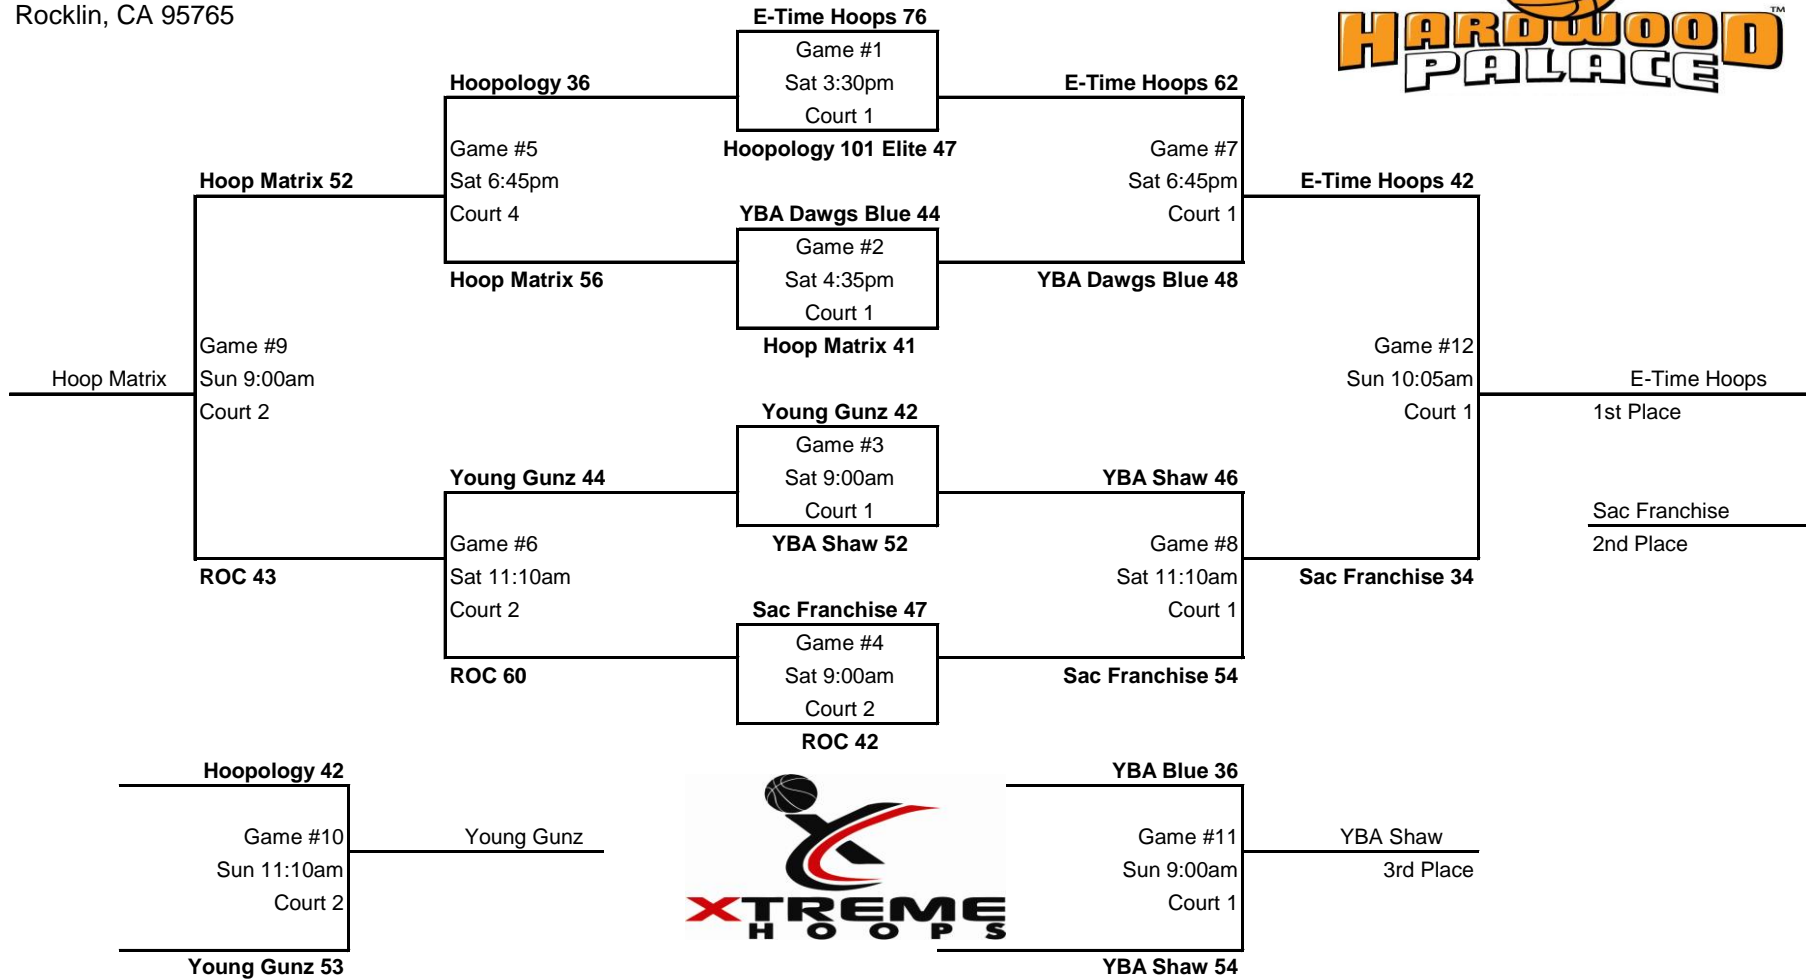 Rocklin, CA 95765
HARDWOOD
PALACE
TM
E-Time Hoops 76
Game #1
Sat 3:30pm
Court 1
Hoopology 101 Elite 47
Hoopology 36
Game #5
Sat 6:45pm
Court 4
Hoop Matrix 56
E-Time Hoops 62
Game #7
Sat 6:45pm
Court 1
YBA Dawgs Blue 48
Hoop Matrix 52
E-Time Hoops 42
YBA Dawgs Blue 44
Game #2
Sat 4:35pm
Court 1
Hoop Matrix 41
Game #9
Sun 9:00am
Court 2
Hoop Matrix
Game #12
Sun 10:05am
Court 1
E-Time Hoops
1st Place
Young Gunz 42
Game #3
Sat 9:00am
Court 1
YBA Shaw 52
Young Gunz 44
Game #6
Sat 11:10am
Court 2
ROC 60
YBA Shaw 46
Game #8
Sat 11:10am
Court 1
Sac Franchise 54
Sac Franchise
2nd Place
ROC 43
Sac Franchise 34
Sac Franchise 47
Game #4
Sat 9:00am
Court 2
ROC 42
Hoopology 42
Game #10
Sun 11:10am
Court 2
Young Gunz 53
Young Gunz
XTREME
HOOPS
YBA Blue 36
Game #11
Sun 9:00am
Court 1
YBA Shaw 54
YBA Shaw
3rd Place